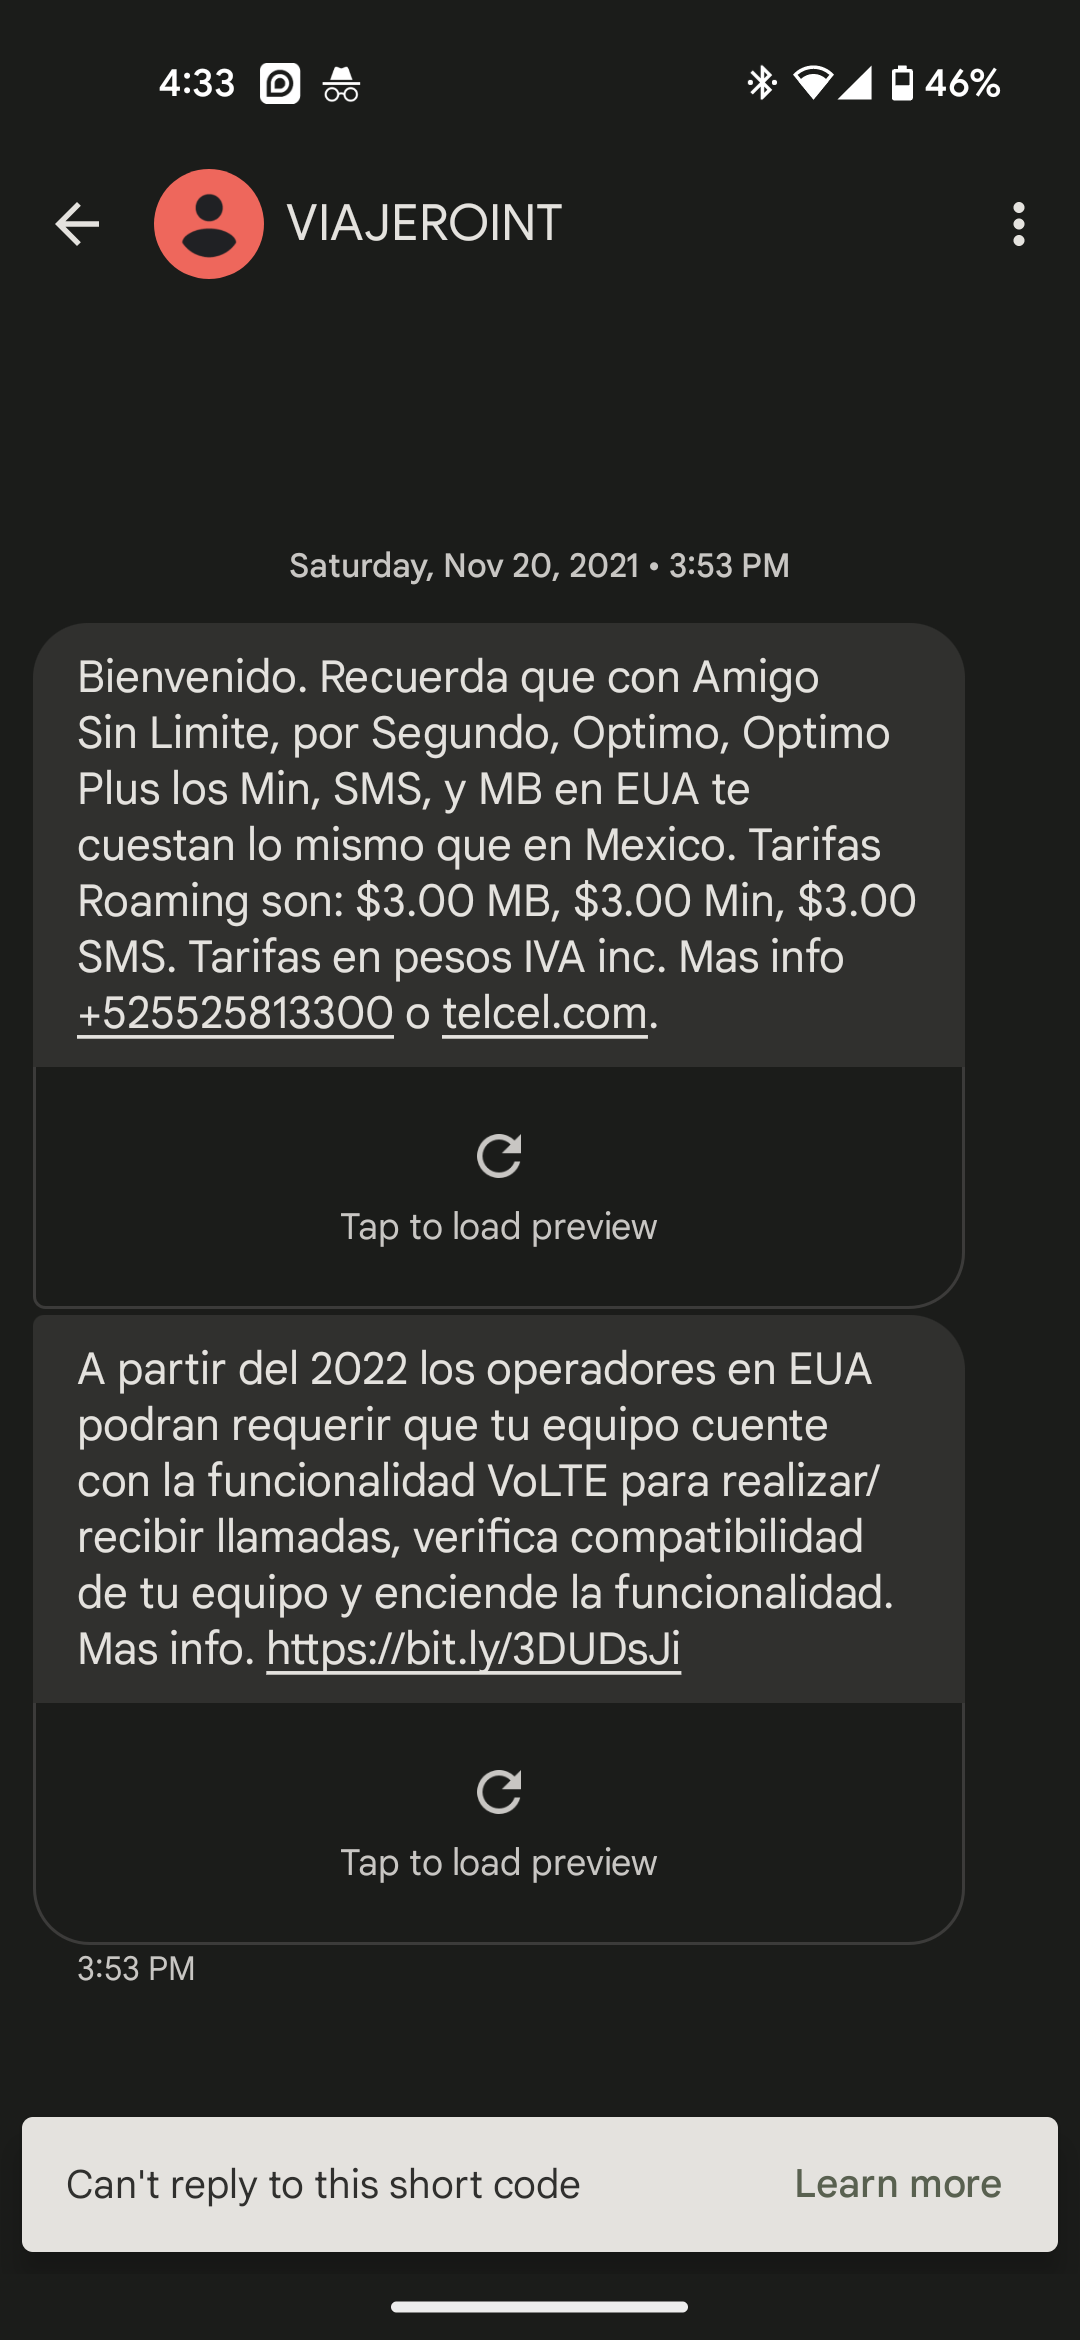 4:33
46%
VIAJEROINT
Saturday, Nov 20, 2021 • 3:53 PM
Bienvenido. Recuerda que con Amigo
Sin Limite, por Segundo, Optimo, Optimo
Plus los Min, SMS, y MB en EUA te
cuestan lo mismo que en Mexico. Tarifas
Roaming son: $3.00 MB, $3.00 Min, $3.00
SMS. Tarifas en pesos IVA inc. Mas info
+525525813300 o telcel.com.
Tap to load preview
A partir del 2022 los operadores en EUA
podran requerir que tu equipo cuente
con la funcionalidad VoLTE para realizar/
recibir llamadas, verifica compatibilidad
de tu equipo y enciende la funcionalidad.
Mas info. https://bit.ly/3DUDsJi
Tap to load preview
3:53 PM
Can't reply to this short code
Learn more